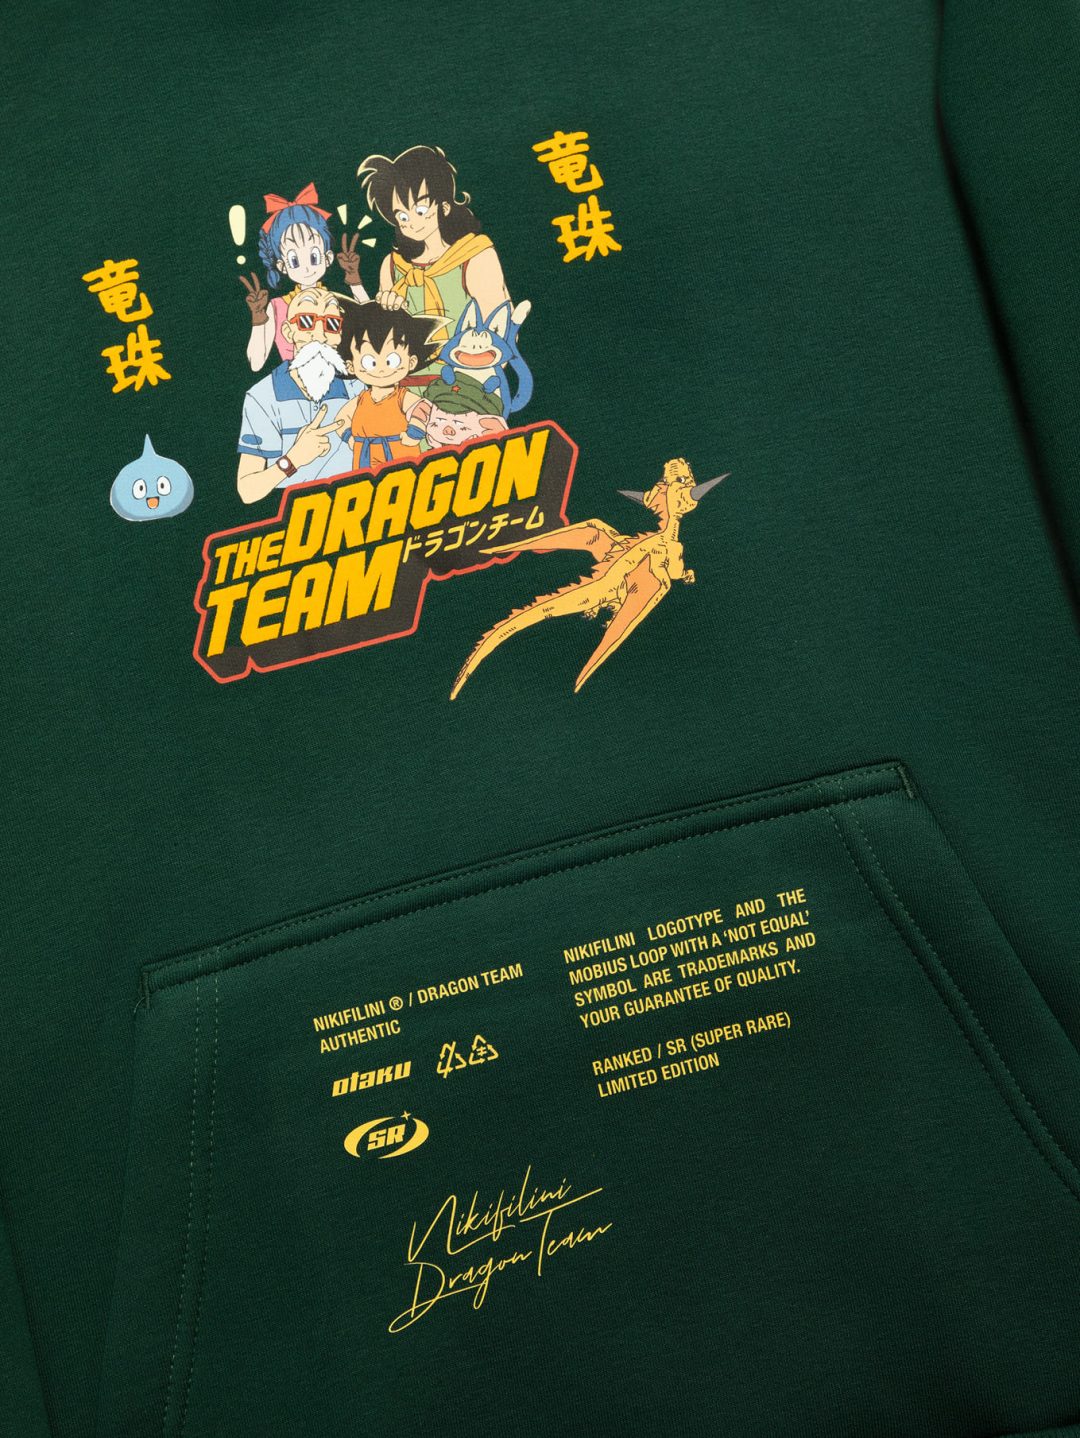 竜
珠
竜
珠
!
THE DRAGON
TEAM ドラゴンチーム
NIKIFILINI ® / DRAGON TEAM
AUTHENTIC
otaku
SR
NIKIFILINI LOGOTYPE AND THE
MOBIUS LOOP WITH A ‘NOT EQUAL’
SYMBOL ARE TRADEMARKS AND
YOUR GUARANTEE OF QUALITY.
RANKED / SR (SUPER RARE)
LIMITED EDITION
Nikifilini
Dragon Team